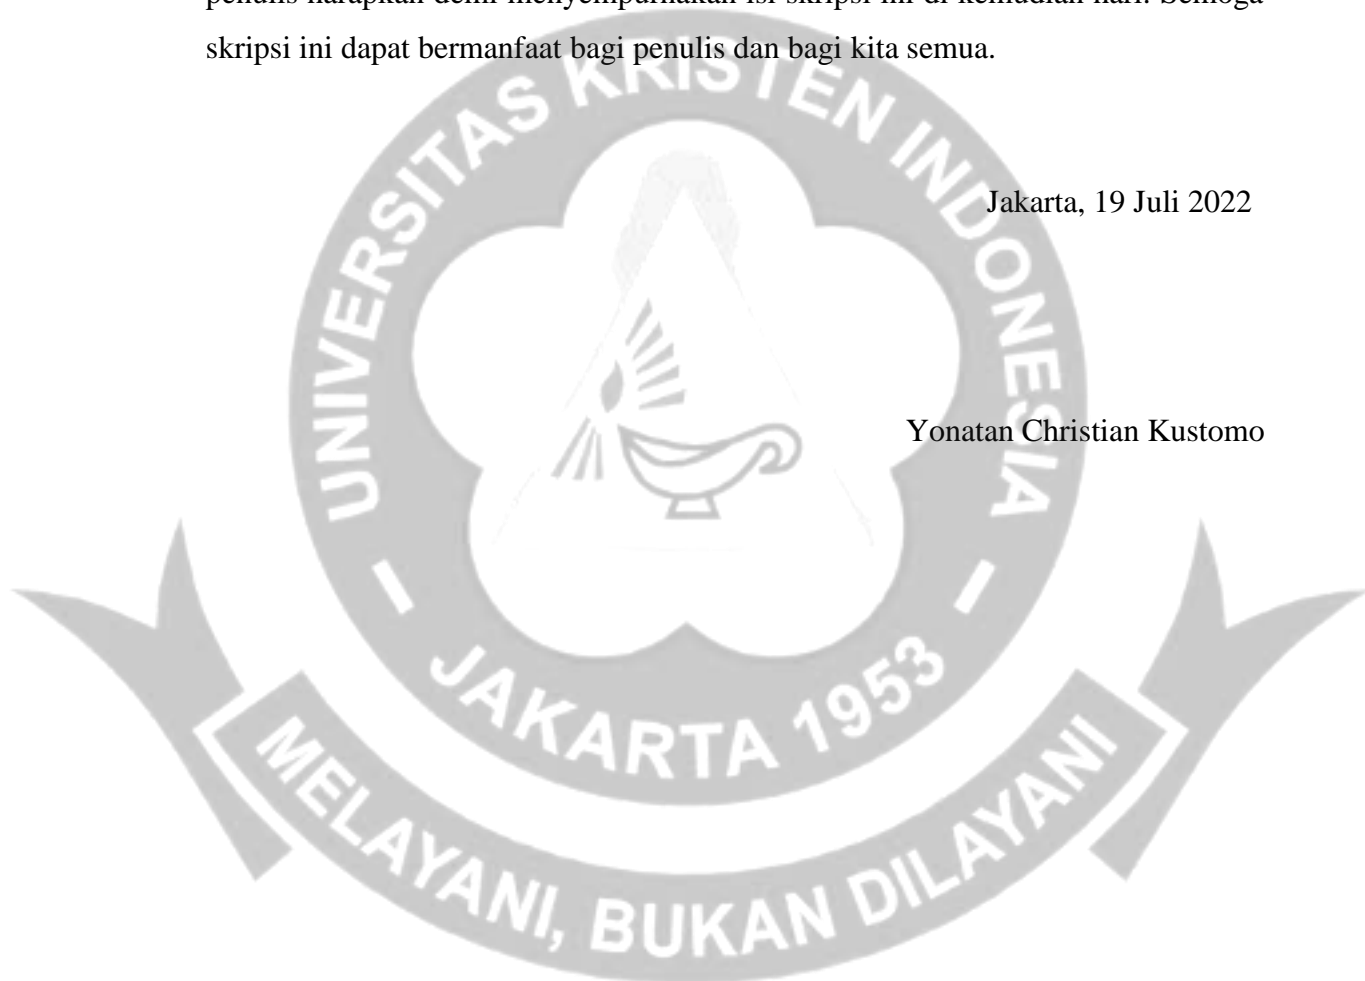 penulis harapkan demi menyempurnakan isi skripsi ini di kemudian hari. Semoga
skripsi ini dapat bermanfaat bagi penulis dan bagi kita semua.
Jakarta, 19 Juli 2022
Yonatan Christian Kustomo
UNIVERSITAS KRISTEN INDONESIA
JAKARTA 1953
MELAYANI, BUKAN DILAYANI